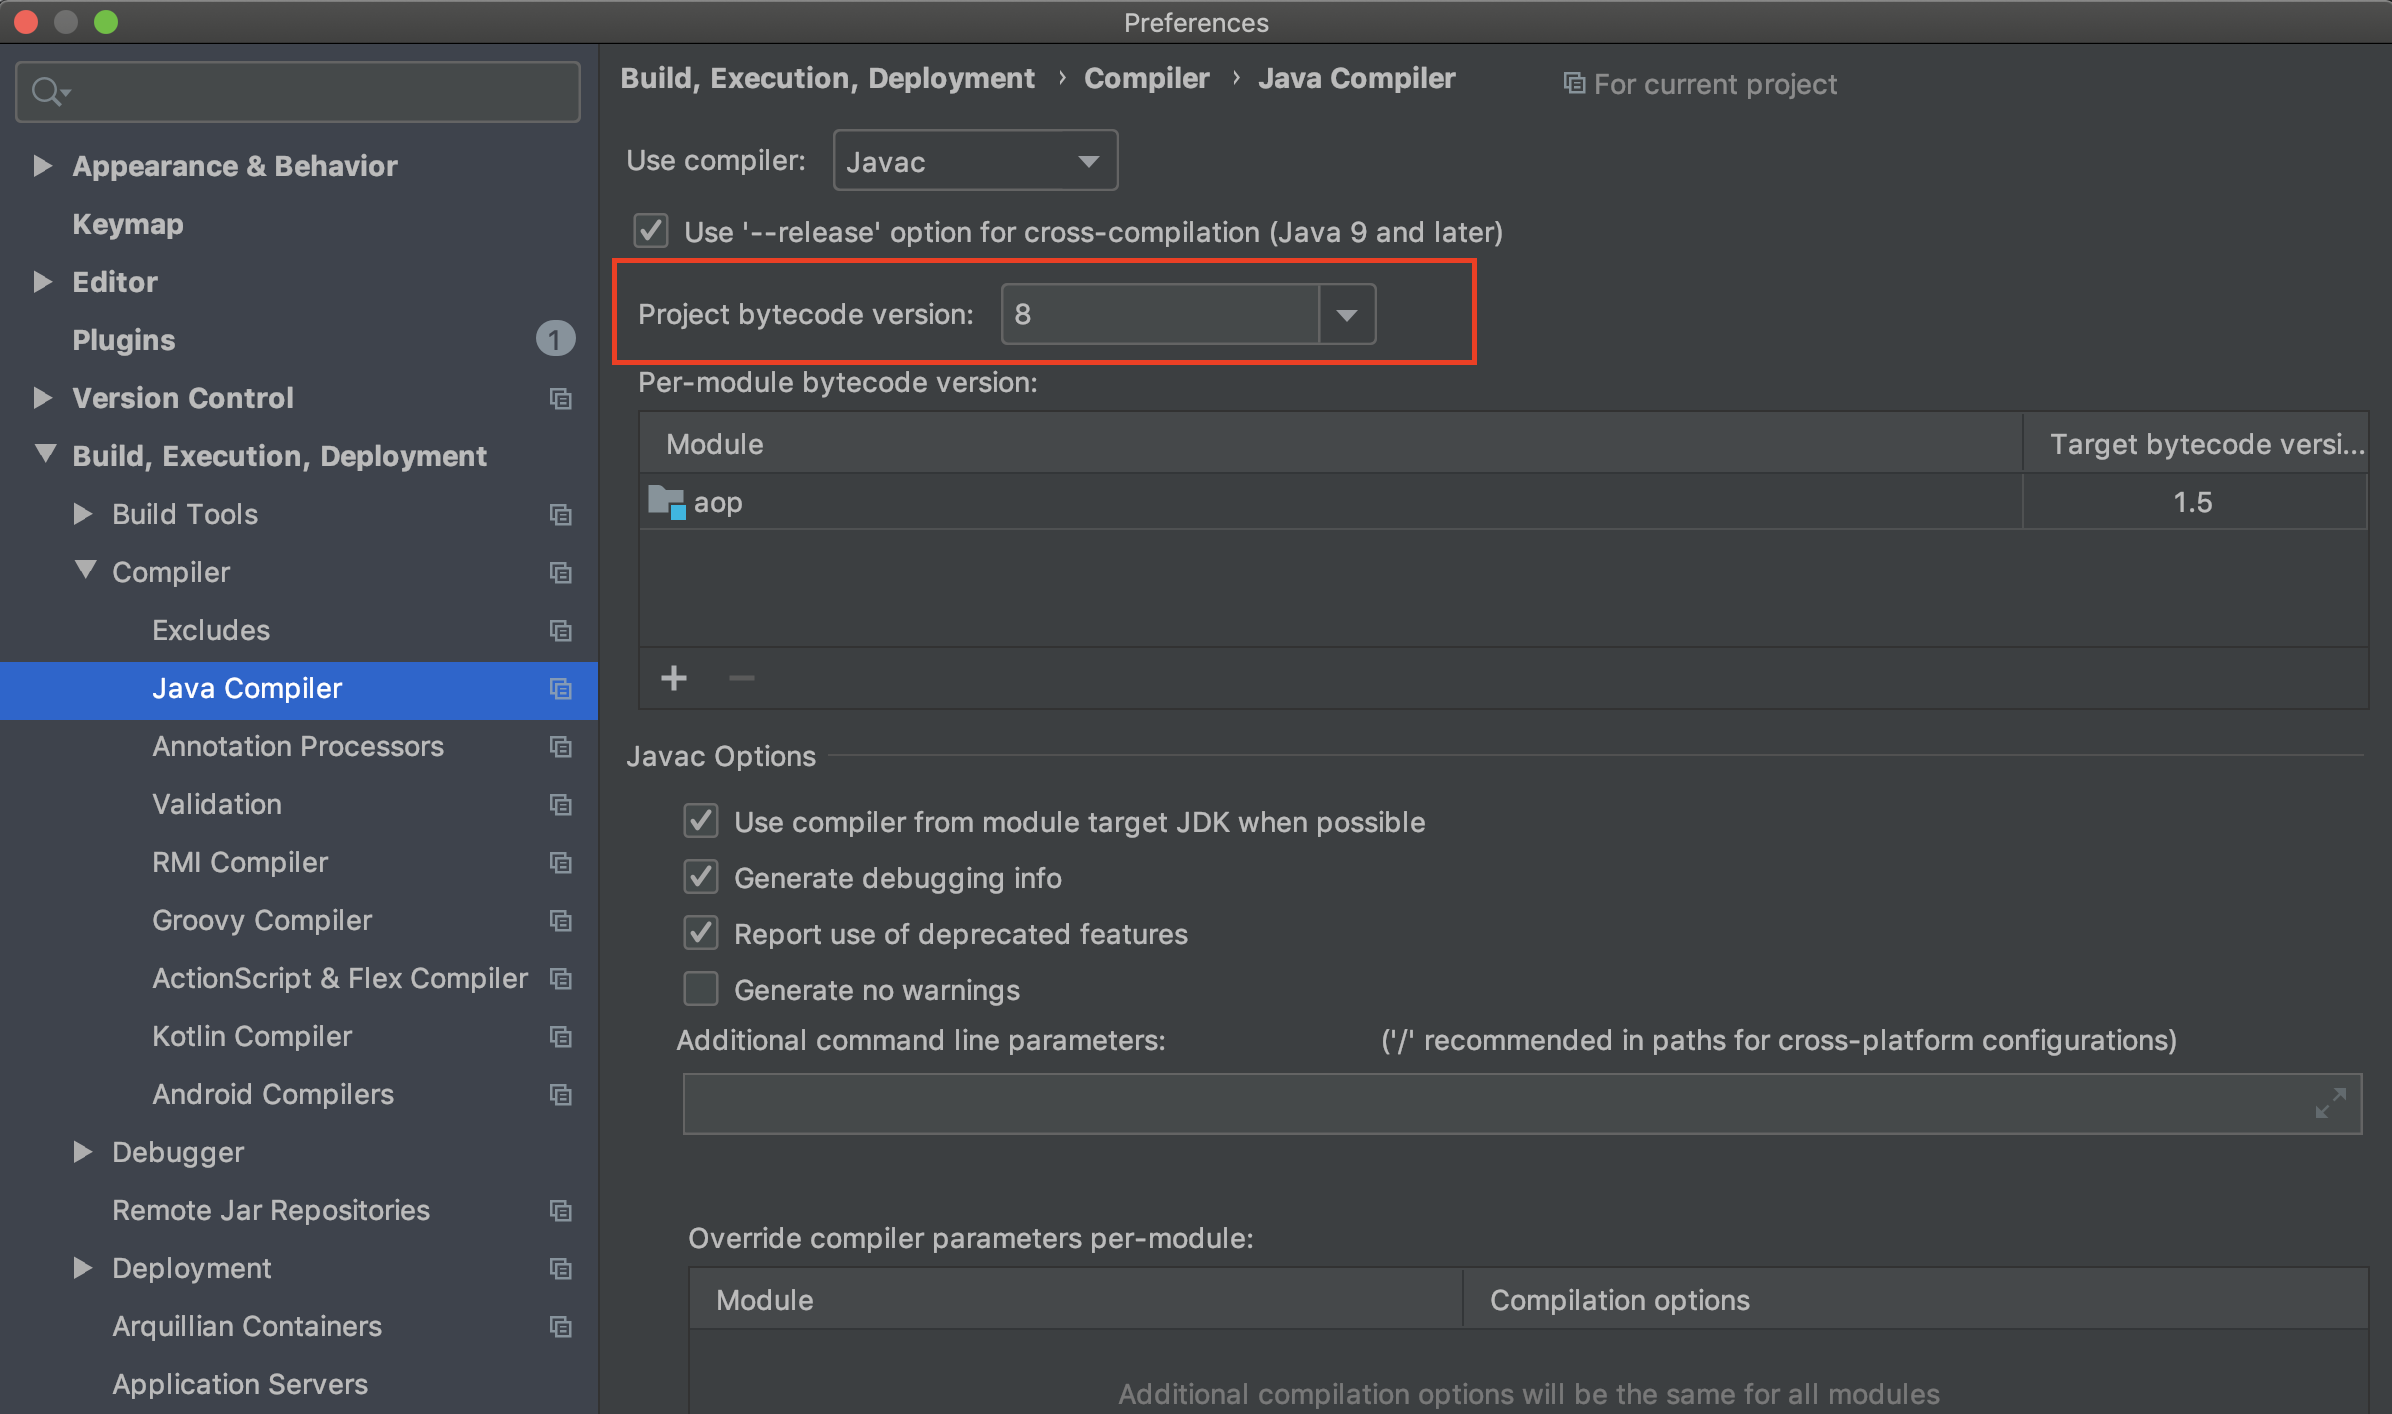 Preferences
Appearance & Behavior
Keymap
Editor
Plugins 1
Version Control
Build, Execution, Deployment
Build Tools
Compiler
Excludes
Java Compiler
Annotation Processors
Validation
RMI Compiler
Groovy Compiler
ActionScript & Flex Compiler
Kotlin Compiler
Android Compilers
Debugger
Remote Jar Repositories
Deployment
Arquillian Containers
Application Servers
Build, Execution, Deployment › Compiler › Java Compiler For current project
Use compiler: Javac
Use '--release' option for cross-compilation (Java 9 and later)
Project bytecode version: 8
Per-module bytecode version:
Module Target bytecode versi...
aop 1.5
Javac Options
Use compiler from module target JDK when possible
Generate debugging info
Report use of deprecated features
Generate no warnings
Additional command line parameters: ('/' recommended in paths for cross-platform configurations)
Override compiler parameters per-module:
Module Compilation options
Additional compilation options will be the same for all modules